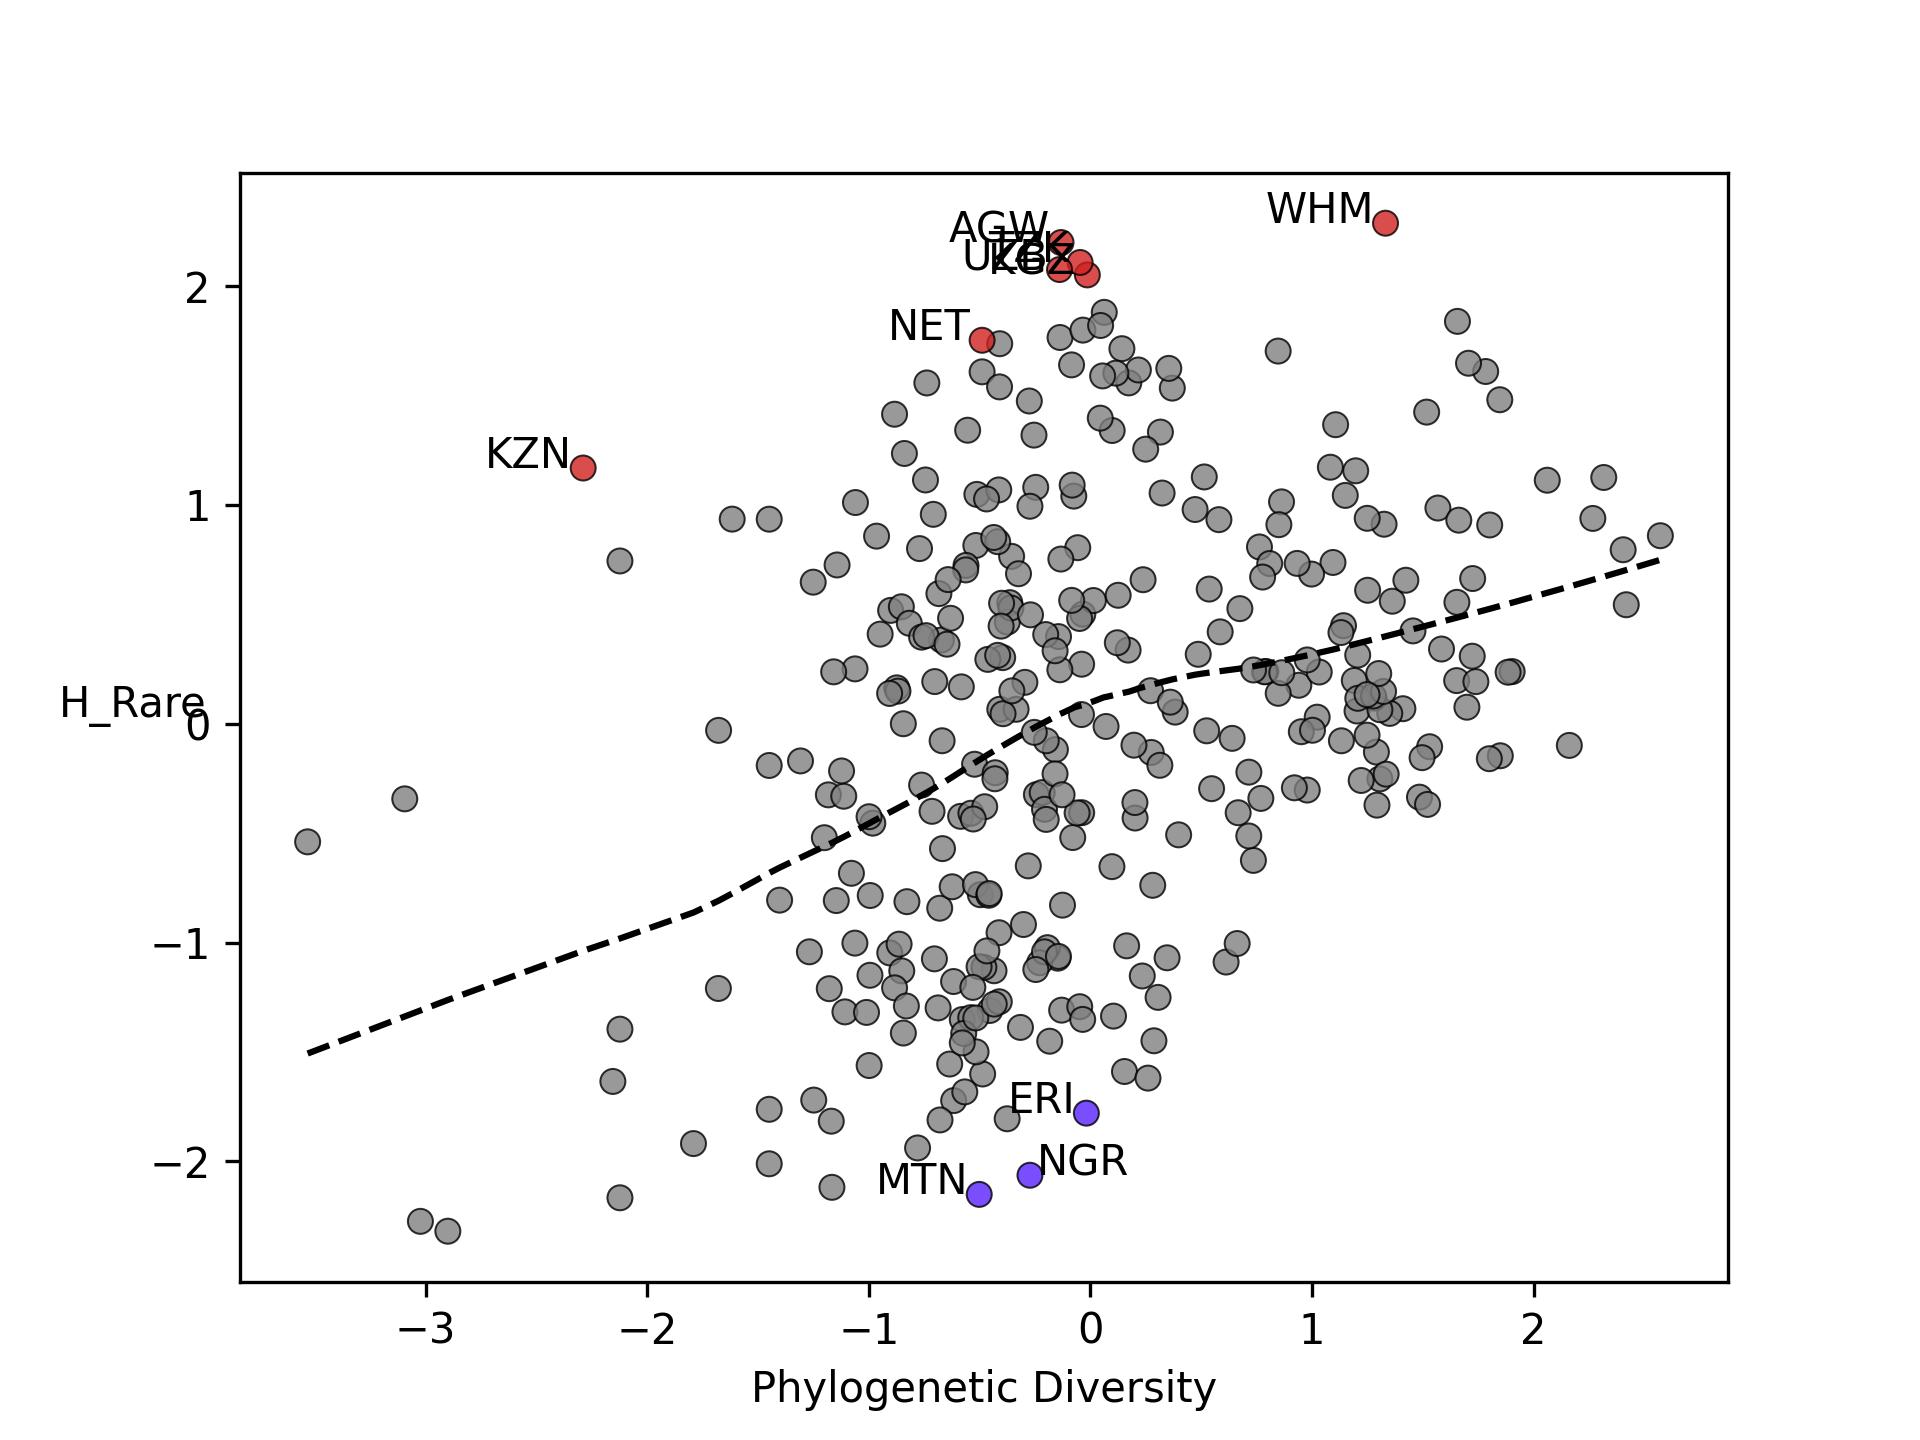 WHM
AGW
NET
KZN
ERI
NGR
MTN
H_Rare
2
1
0
−1
−2
−3 −2 −1 0 1 2
Phylogenetic Diversity